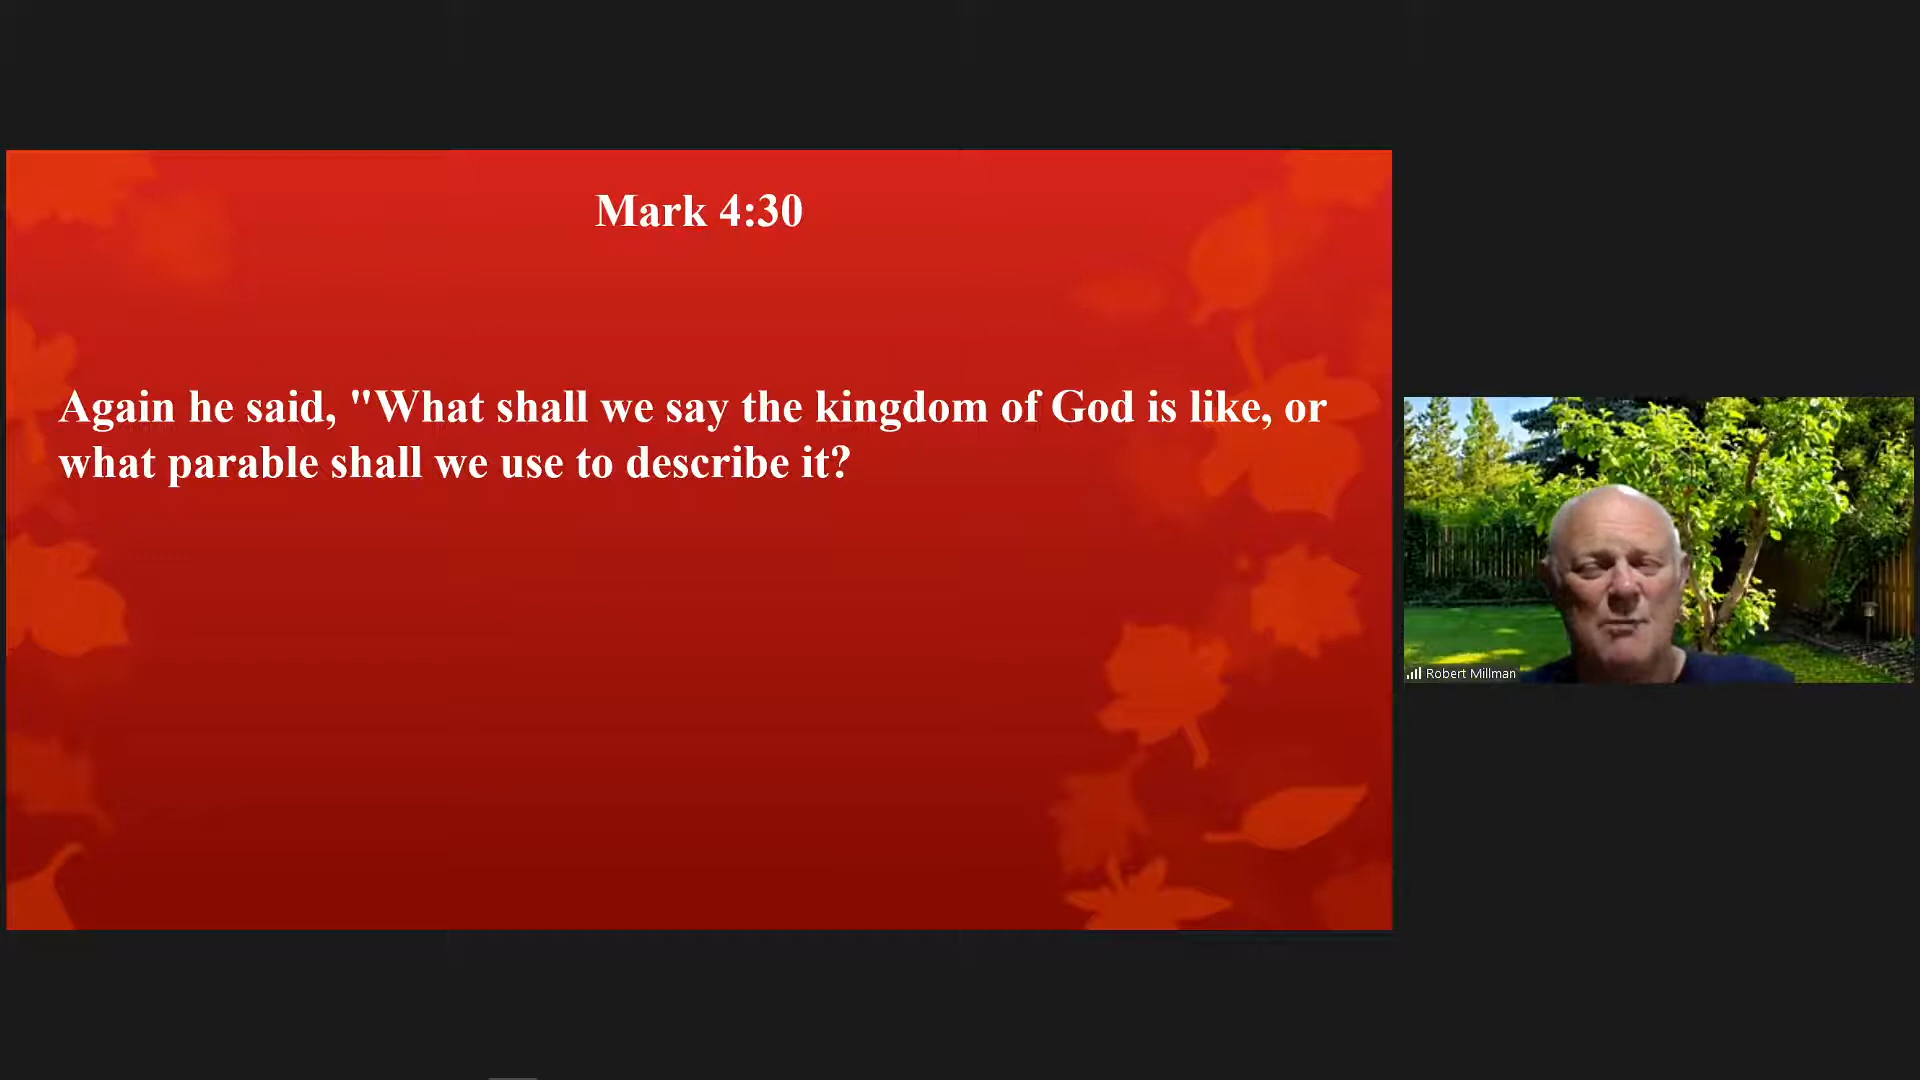 Mark 4:30
Again he said, "What shall we say the kingdom of God is like, or
what parable shall we use to describe it?
Robert Millman